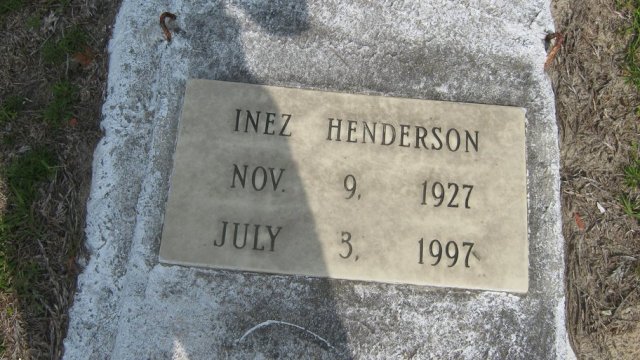 INEZ HENDERSON
NOV. 9, 1927
JULY 3, 1997